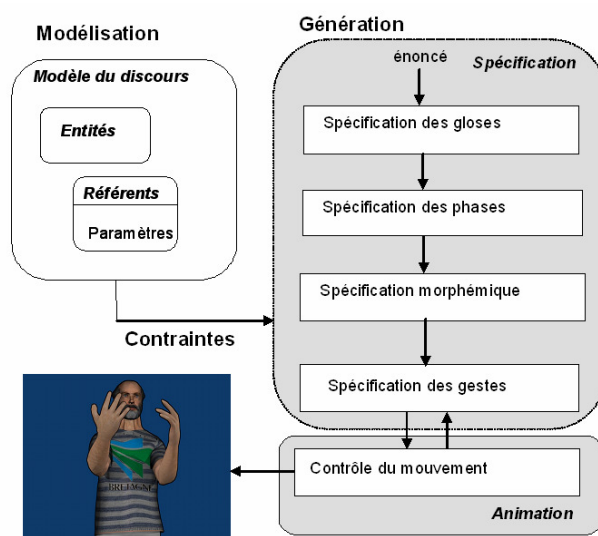 Modélisation
Modèle du discours
Entités
Référents
Paramètres
Contraintes
Génération
énoncé
Spécification
Spécification des gloses
Spécification des phases
Spécification morphémique
Spécification des gestes
Contrôle du mouvement
Animation
BRETAGNE